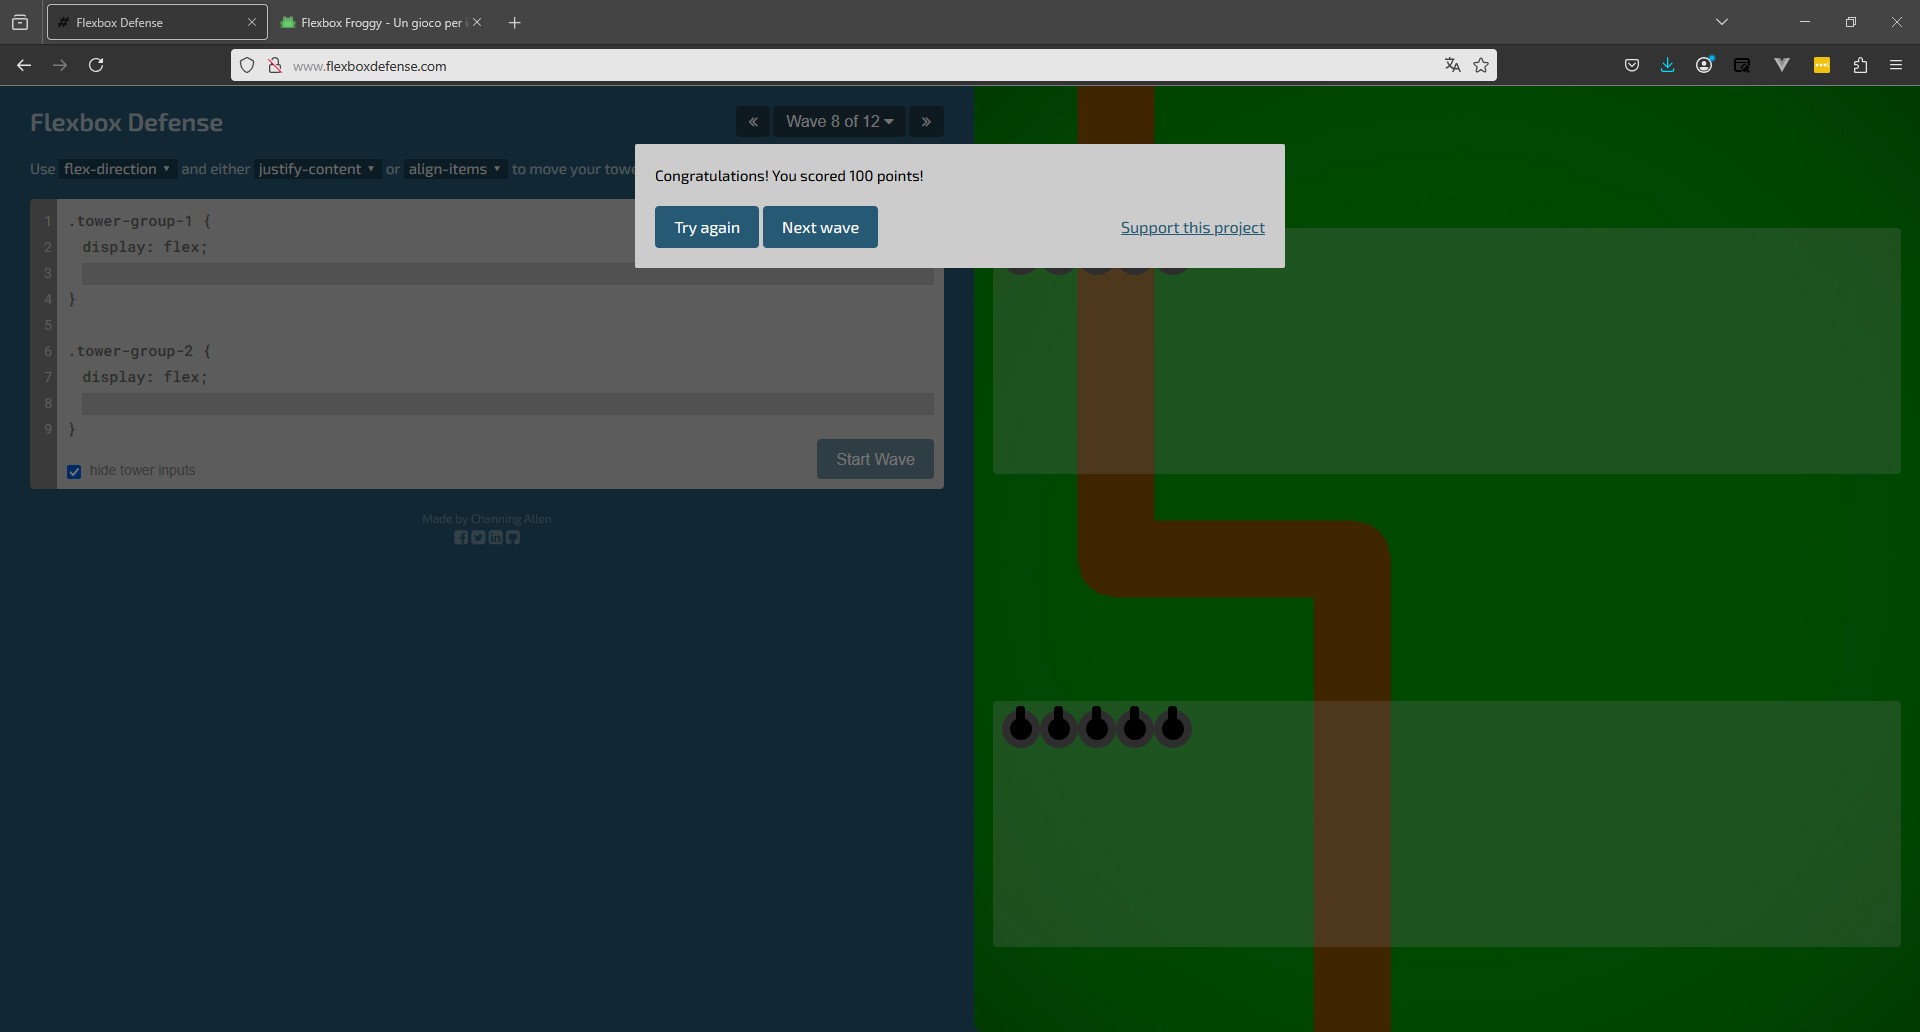 Flexbox Defense
Flexbox Froggy - Un gioco per i
www.flexboxdefense.com
Flexbox Defense
Wave 8 of 12
Use flex-direction and either justify-content or align-items to move your
Congratulations! You scored 100 points!
Try again
Next wave
Support this project
1 .tower-group-1 {
2 display: flex;
3
4 }
5
6 .tower-group-2 {
7 display: flex;
8
9 }
hide tower inputs
Start Wave
Made by Channing Allen